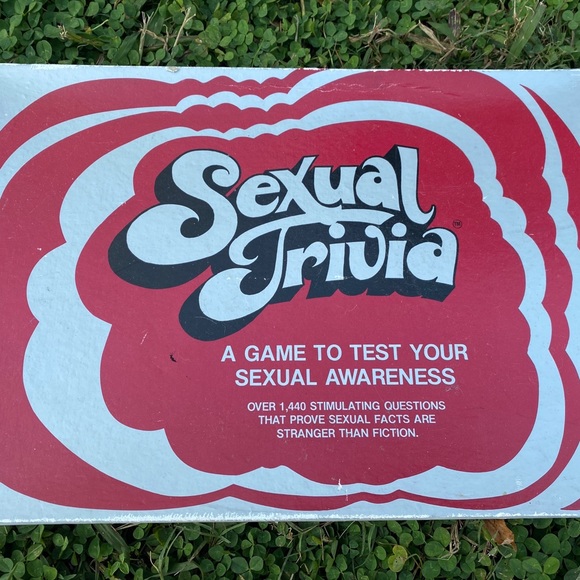 Sexual
Trivia™
A GAME TO TEST YOUR
SEXUAL AWARENESS
OVER 1,440 STIMULATING QUESTIONS
THAT PROVE SEXUAL FACTS ARE
STRANGER THAN FICTION.